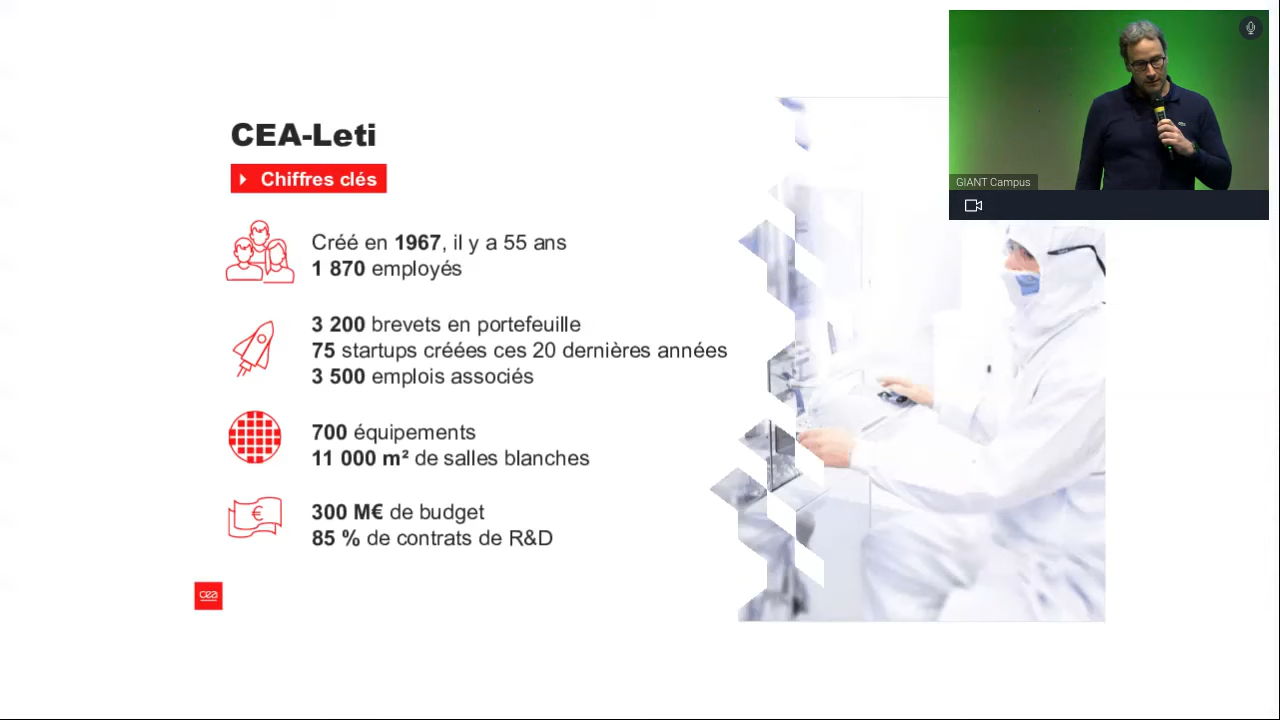 CEA-Leti
Chiffres clés
Créé en 1967, il y a 55 ans
1 870 employés
3 200 brevets en portefeuille
75 startups créées ces 20 dernières années
3 500 emplois associés
€
700 équipements
11 000 m² de salles blanches
300 M€ de budget
85 % de contrats de R&D
cea
GIANT Campus